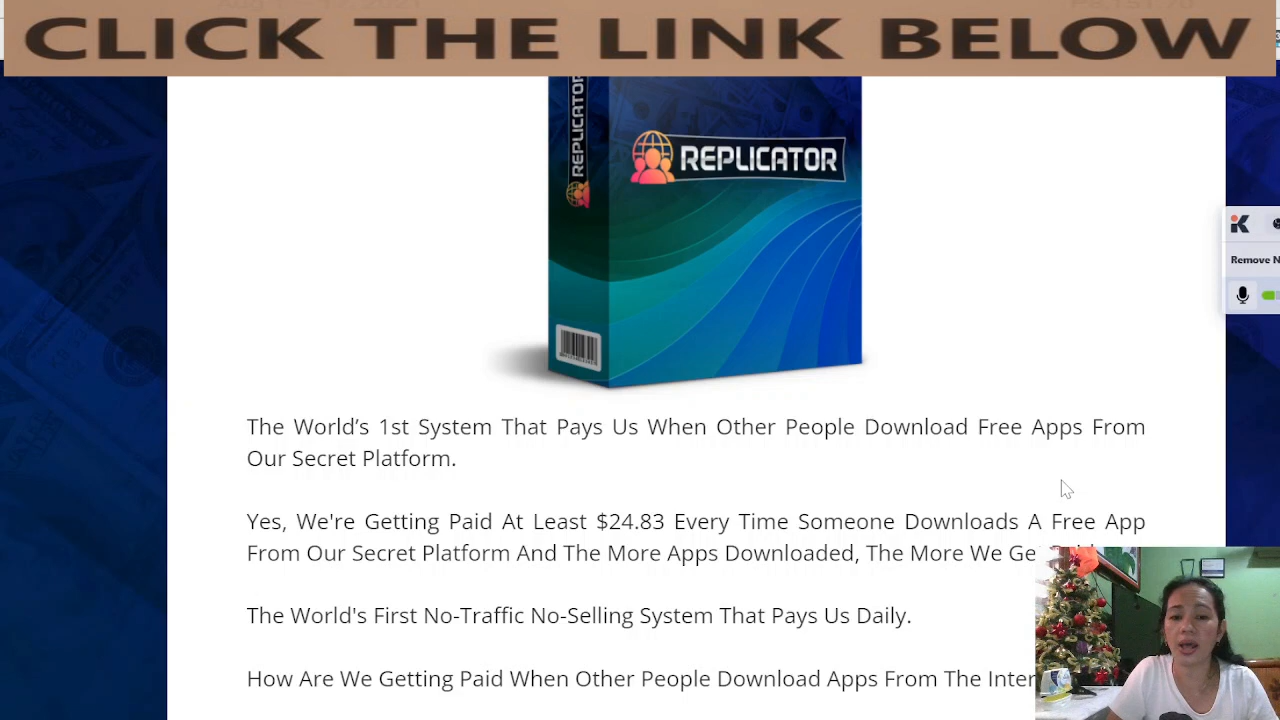 CLICK THE LINK BELOW
REPLICATOR
REPLICATOR
Remove N
The World's 1st System That Pays Us When Other People Download Free Apps From
Our Secret Platform.
Yes, We're Getting Paid At Least $24.83 Every Time Someone Downloads A Free App
From Our Secret Platform And The More Apps Downloaded, The More We Ge
The World's First No-Traffic No-Selling System That Pays Us Daily.
How Are We Getting Paid When Other People Download Apps From The Inter